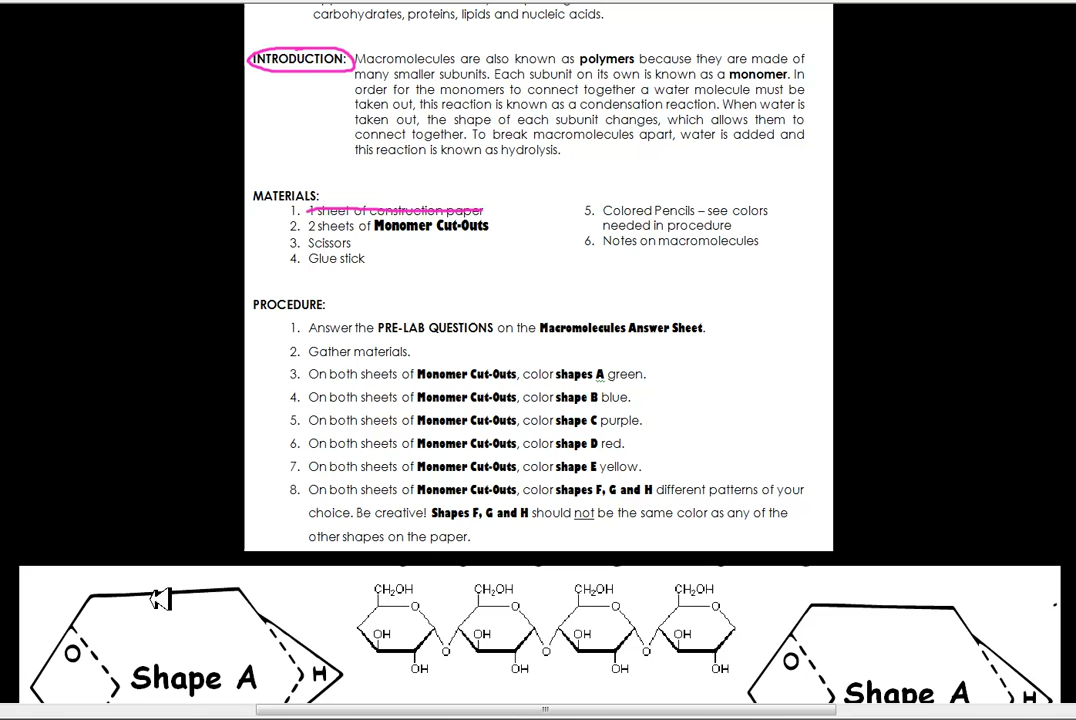 carbohydrates, proteins, lipids and nucleic acids.
INTRODUCTION: Macromolecules are also known as polymers because they are made of
many smaller subunits. Each subunit on its own is known as a monomer. In
order for the monomers to connect together a water molecule must be
taken out, this reaction is known as a condensation reaction. When water is
taken out, the shape of each subunit changes, which allows them to
connect together. To break macromolecules apart, water is added and
this reaction is known as hydrolysis.
MATERIALS:
1. 1 sheet of construction paper
2. 2 sheets of Monomer Cut-Outs
3. Scissors
4. Glue stick
5. Colored Pencils – see colors
needed in procedure
6. Notes on macromolecules
PROCEDURE:
1. Answer the PRE-LAB QUESTIONS on the Macromolecules Answer Sheet.
2. Gather materials.
3. On both sheets of Monomer Cut-Outs, color shapes A green.
4. On both sheets of Monomer Cut-Outs, color shape B blue.
5. On both sheets of Monomer Cut-Outs, color shape C purple.
6. On both sheets of Monomer Cut-Outs, color shape D red.
7. On both sheets of Monomer Cut-Outs, color shape E yellow.
8. On both sheets of Monomer Cut-Outs, color shapes F, G and H different patterns of your
choice. Be creative! Shapes F, G and H should not be the same color as any of the
other shapes on the paper.
CH₂OH CH₂OH CH₂OH CH₂OH
O O O O
OH OH OH OH
O O O
OH OH OH OH
O Shape A H
O Shape A H